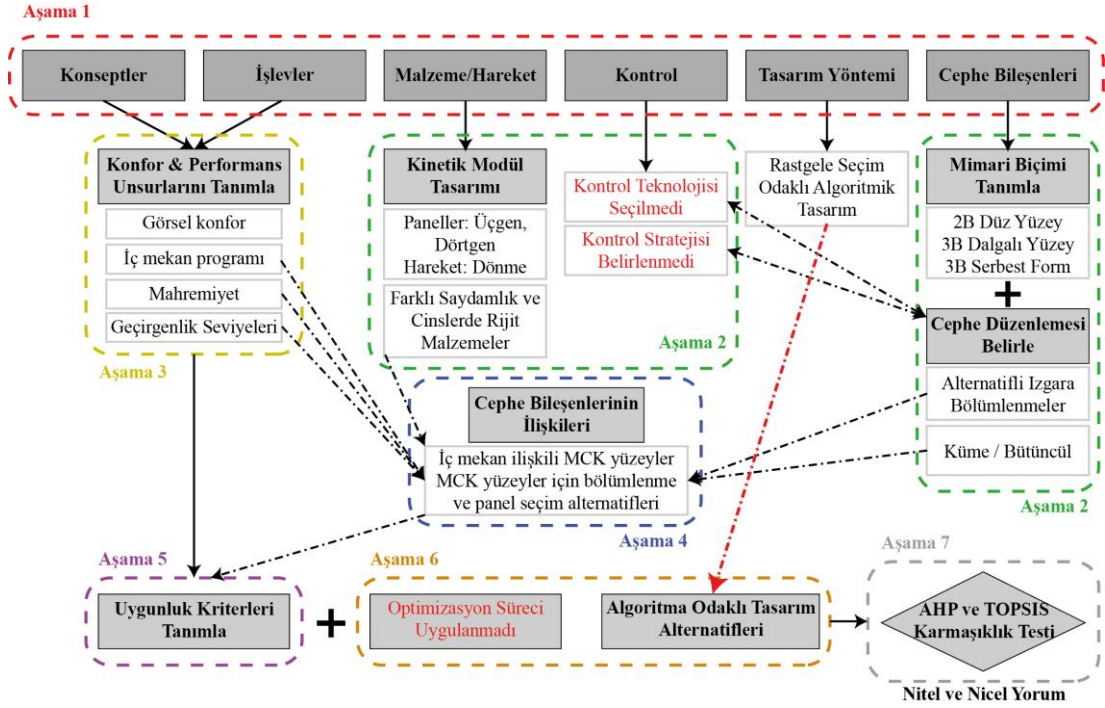 Aşama 1
Konseptler
İşlevler
Malzeme/Hareket
Kontrol
Tasarım Yöntemi
Cephe Bileşenleri
Konfor & Performans
Unsurlarını Tanımla
Görsel konfor
İç mekan programı
Mahremiyet
Geçirgenlik Seviyeleri
Aşama 3
Kinetik Modül
Tasarımı
Paneller: Üçgen,
Dörtgen
Hareket: Dönme
Farklı Saydamlık ve
Cinslerde Rijit
Malzemeler
Kontrol Teknolojisi
Seçilmedi
Kontrol Stratejisi
Belirlenmedi
Aşama 2
Rastgele Seçim
Odaklı Algoritmik
Tasarım
Mimari Biçimi
Tanımla
2B Düz Yüzey
3B Dalgalı Yüzey
3B Serbest Form
+
Cephe Düzenlemesi
Belirle
Alternatifli Izgara
Bölümlenmeler
Küme / Bütüncül
Aşama 2
Cephe Bileşenlerinin
İlişkileri
İç mekan ilişkili MCK yüzeyler
MCK yüzeyler için bölümlenme
ve panel seçim alternatifleri
Aşama 4
Aşama 5
Uygunluk Kriterleri
Tanımla
+
Aşama 6
Optimizasyon Süreci
Uygulanmadı
Algoritma Odaklı Tasarım
Alternatifleri
Aşama 7
AHP ve TOPSIS
Karmaşıklık Testi
Nitel ve Nicel Yorum